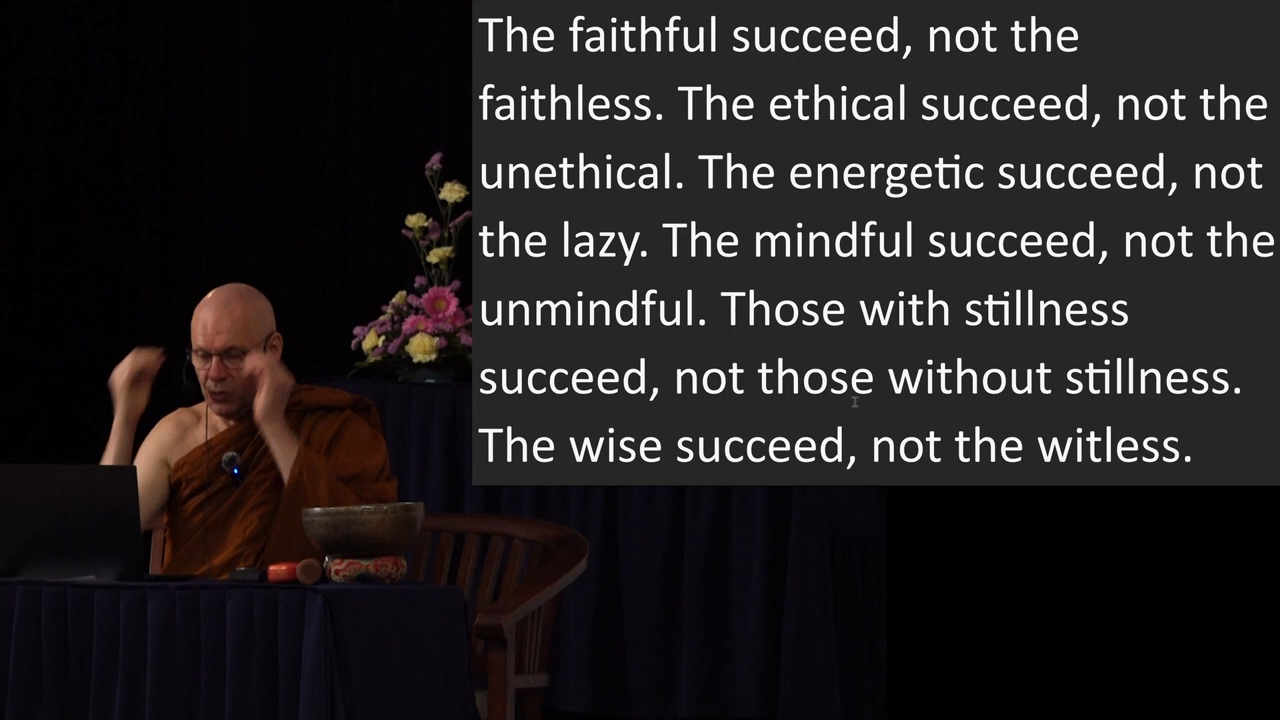 The faithful succeed, not the
faithless. The ethical succeed, not the
unethical. The energetic succeed, not
the lazy. The mindful succeed, not the
unmindful. Those with stillness
succeed, not those without stillness.
The wise succeed, not the witless.